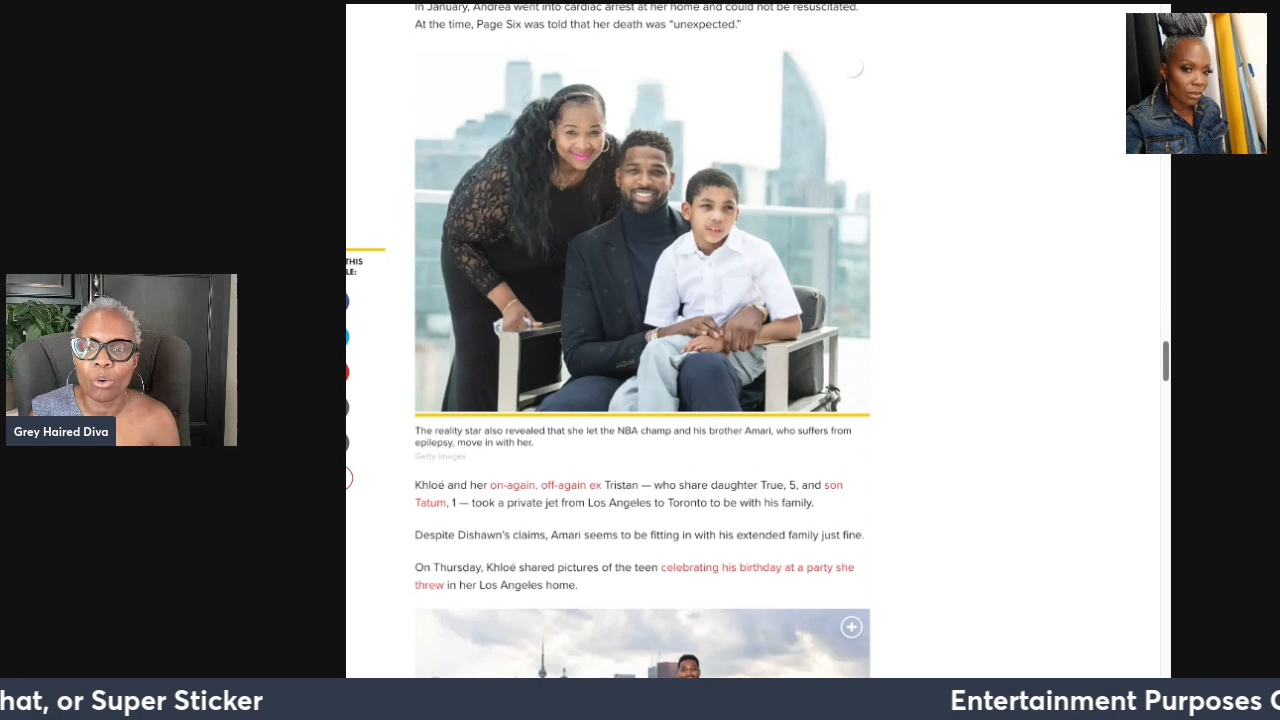 In January, Andrea went into cardiac arrest at her home and could not be resuscitated.
At the time, Page Six was told that her death was “unexpected.”
THIS
LE:
Grey Haired Diva
The reality star also revealed that she let the NBA champ and his brother Amari, who suffers from
epilepsy, move in with her.
Getty Images
Khloé and her on-again, off-again ex Tristan — who share daughter True, 5, and son
Tatum, 1 — took a private jet from Los Angeles to Toronto to be with his family.
Despite Dishawn’s claims, Amari seems to be fitting in with his extended family just fine.
On Thursday, Khloé shared pictures of the teen celebrating his birthday at a party she
threw in her Los Angeles home.
hat, or Super Sticker
Entertainment Purposes